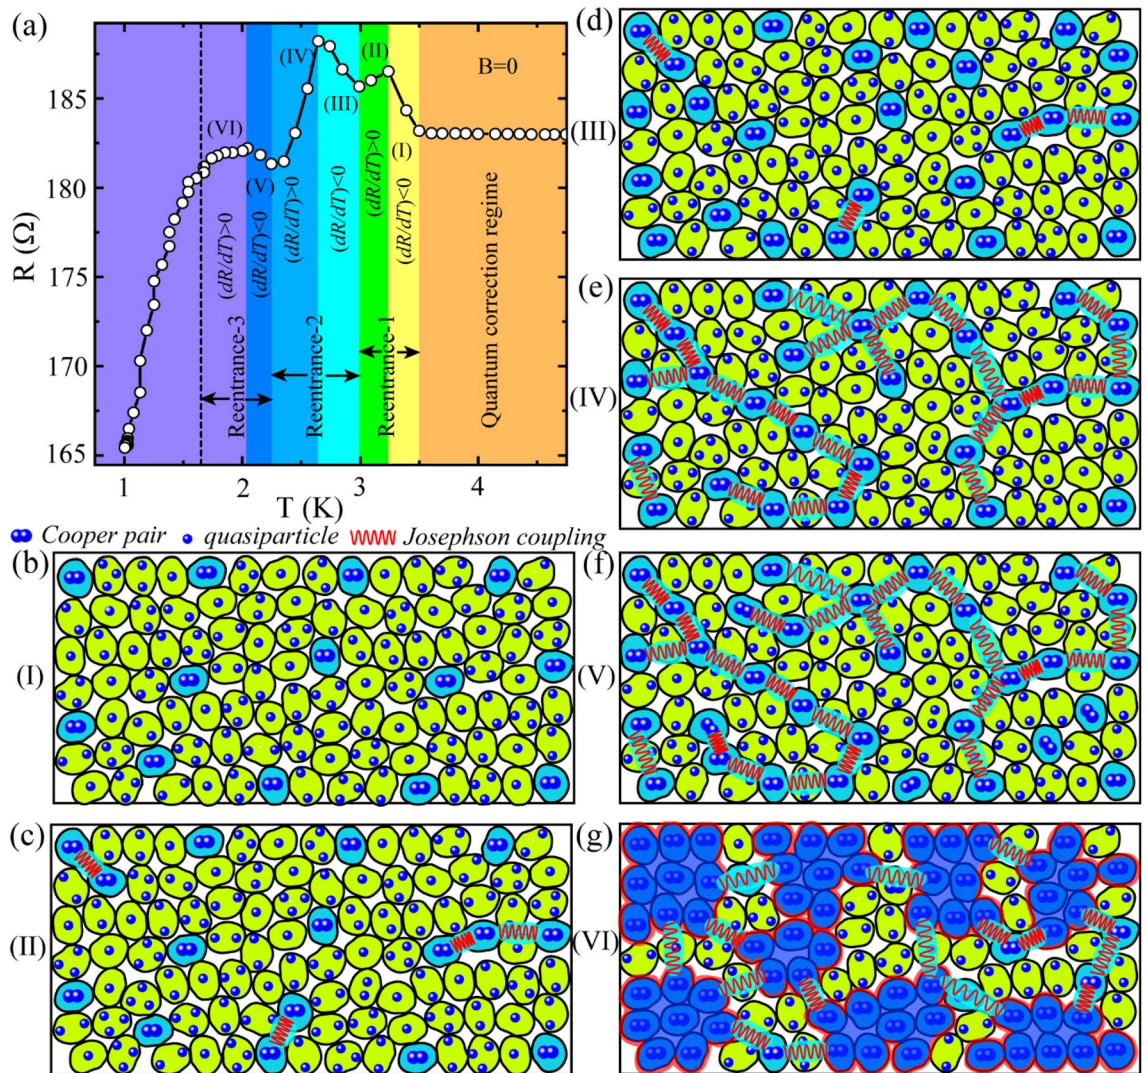 (a)
B=0
R (Ω)
185
180
175
170
165
(VI)
(V)
(IV)
(III)
(II)
(I)
(dR/dT)>0
(dR/dT)<0
(dR/dT)>0
(dR/dT)<0
(dR/dT)>0
(dR/dT)<0
Reentrance-3
Reentrance-2
Reentrance-1
Quantum correction regime
1 2 3 4
T (K)
Cooper pair quasiparticle Josephson coupling
(b)
(I)
(c)
(II)
(d)
(III)
(e)
(IV)
(f)
(V)
(g)
(VI)